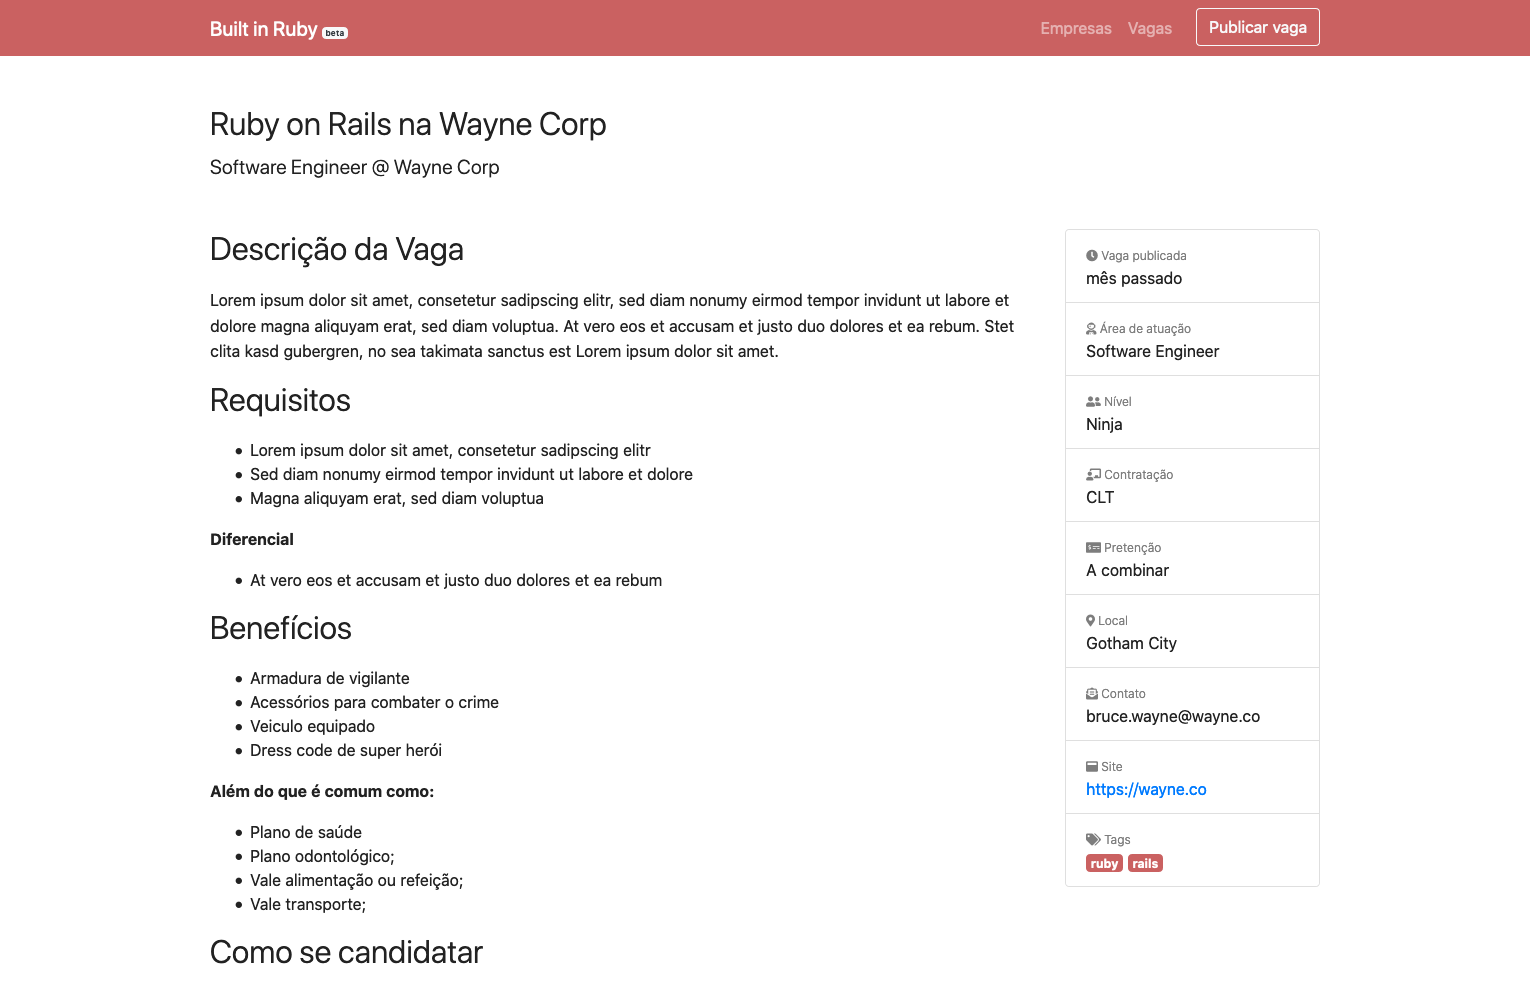 Built in Ruby beta
Empresas Vagas Publicar vaga
Ruby on Rails na Wayne Corp
Software Engineer @ Wayne Corp
Descrição da Vaga
Lorem ipsum dolor sit amet, consetetur sadipscing elitr, sed diam nonumy eirmod tempor invidunt ut labore et
dolore magna aliquyam erat, sed diam voluptua. At vero eos et accusam et justo duo dolores et ea rebum. Stet
clita kasd gubergren, no sea takimata sanctus est Lorem ipsum dolor sit amet.
Requisitos
• Lorem ipsum dolor sit amet, consetetur sadipscing elitr
• Sed diam nonumy eirmod tempor invidunt ut labore et dolore
• Magna aliquyam erat, sed diam voluptua
Diferencial
• At vero eos et accusam et justo duo dolores et ea rebum
Benefícios
• Armadura de vigilante
• Acessórios para combater o crime
• Veiculo equipado
• Dress code de super herói
Além do que é comum como:
• Plano de saúde
• Plano odontológico;
• Vale alimentação ou refeição;
• Vale transporte;
Como se candidatar
Vaga publicada
mês passado
Área de atuação
Software Engineer
Nível
Ninja
Contratação
CLT
Pretenção
A combinar
Local
Gotham City
Contato
bruce.wayne@wayne.co
Site
https://wayne.co
Tags
ruby rails